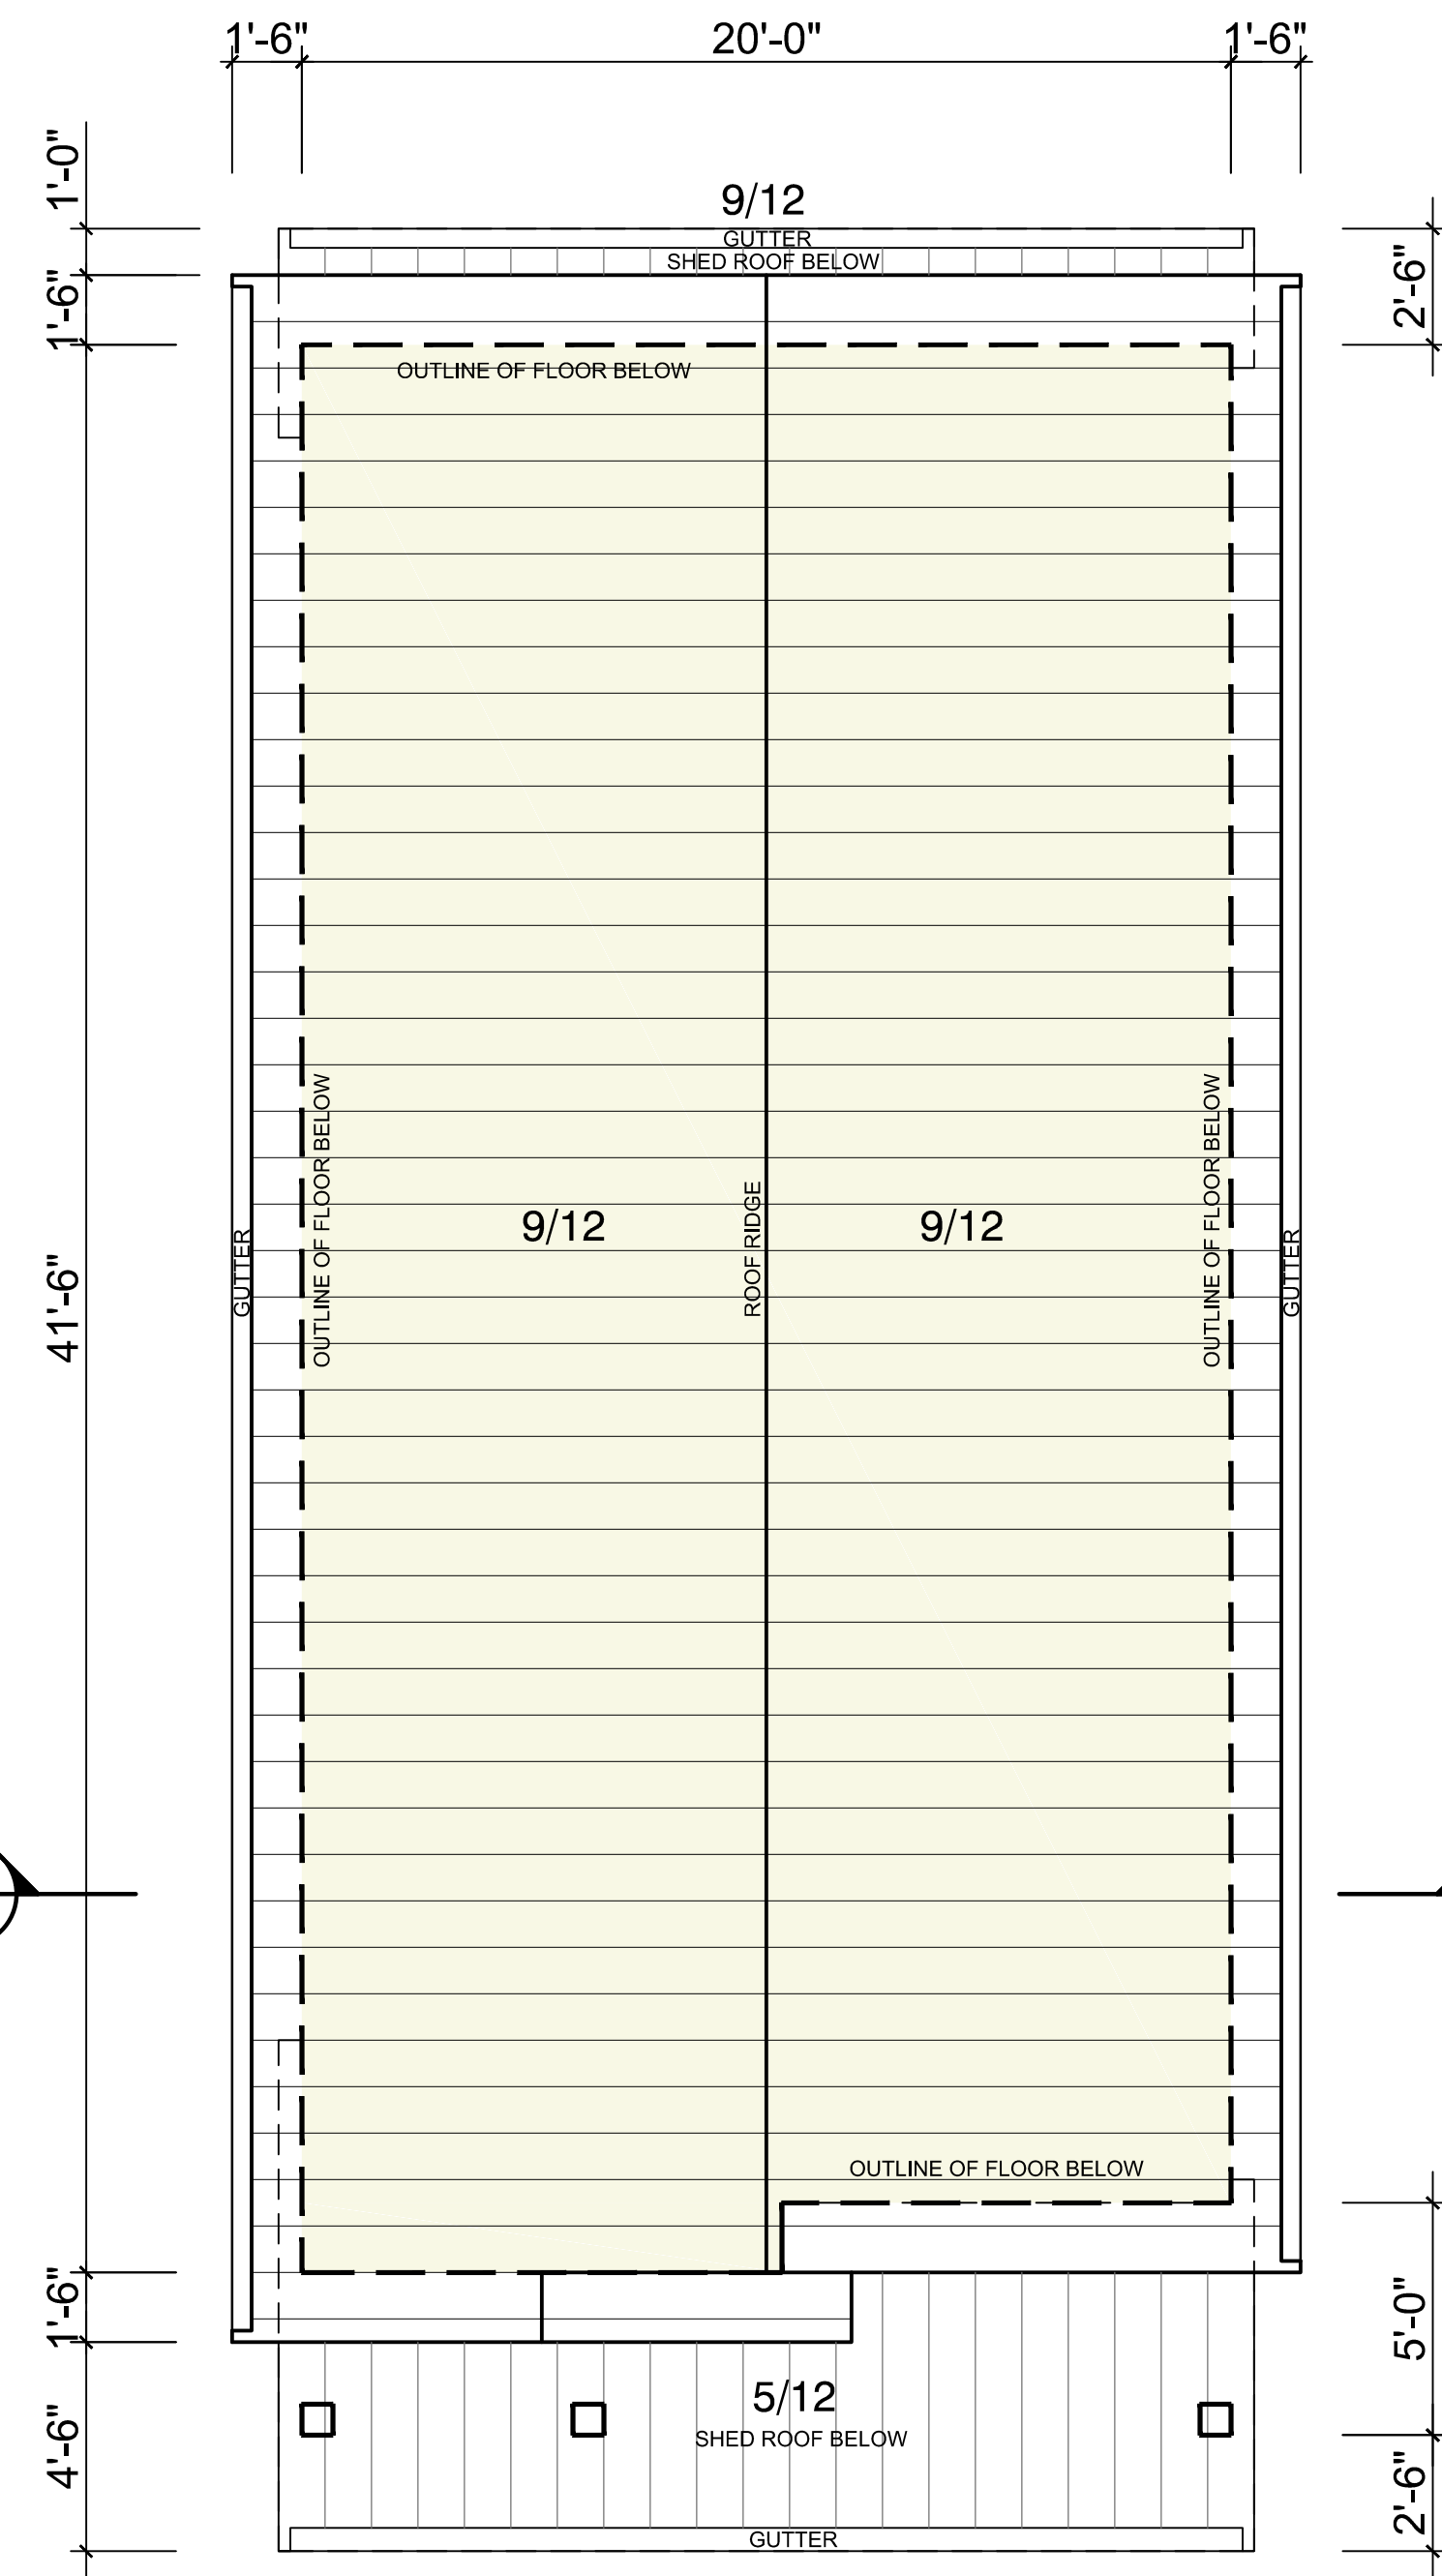 1'-6"
20'-0"
1'-6"
1'-0"
9/12
GUTTER
SHED ROOF BELOW
1'-6"
2'-6"
OUTLINE OF FLOOR BELOW
OUTLINE OF FLOOR BELOW
ROOF RIDGE
OUTLINE OF FLOOR BELOW
9/12
9/12
GUTTER
GUTTER
41'-6"
OUTLINE OF FLOOR BELOW
1'-6"
5'-0"
5/12
SHED ROOF BELOW
4'-6"
2'-6"
GUTTER